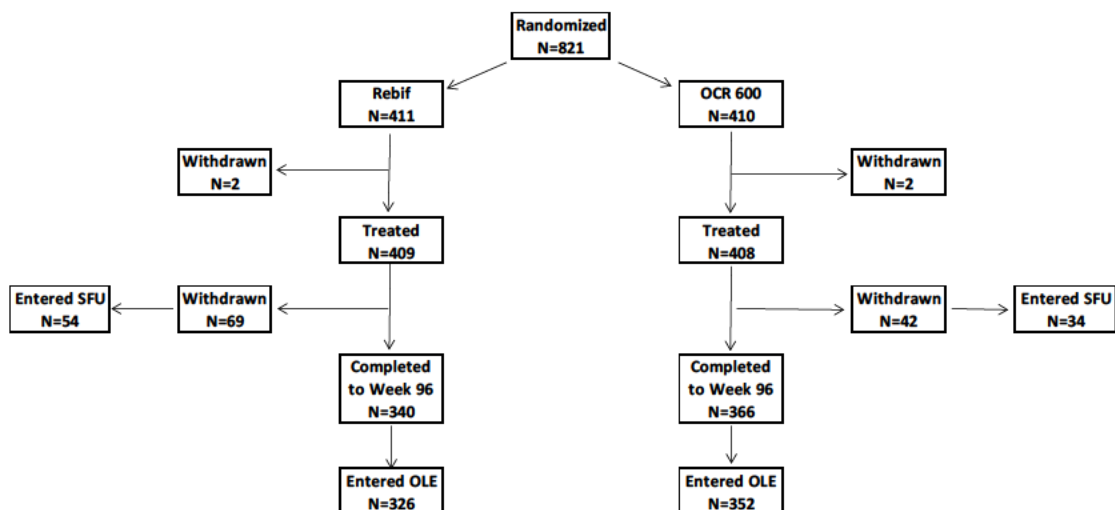 Randomized
N=821
Rebif
N=411
OCR 600
N=410
Withdrawn
N=2
Withdrawn
N=2
Treated
N=409
Treated
N=408
Entered SFU
N=54
Withdrawn
N=69
Withdrawn
N=42
Entered SFU
N=34
Completed
to Week 96
N=340
Completed
to Week 96
N=366
Entered OLE
N=326
Entered OLE
N=352